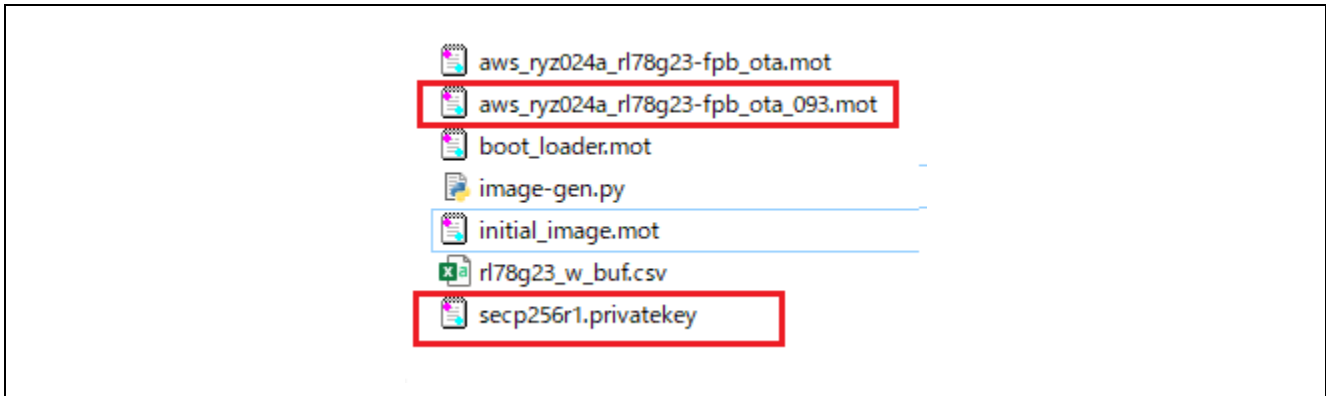 aws_ryz024a_rl78g23-fpb_ota.mot
aws_ryz024a_rl78g23-fpb_ota_093.mot
boot_loader.mot
image-gen.py
initial_image.mot
rl78g23_w_buf.csv
secp256r1.privatekey